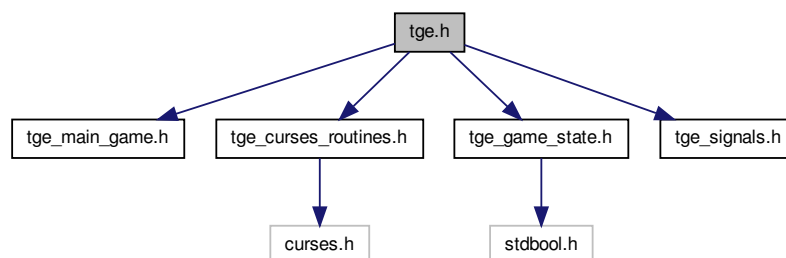 tge.h
tge_main_game.h
tge_curses_routines.h
tge_game_state.h
tge_signals.h
curses.h
stdbool.h